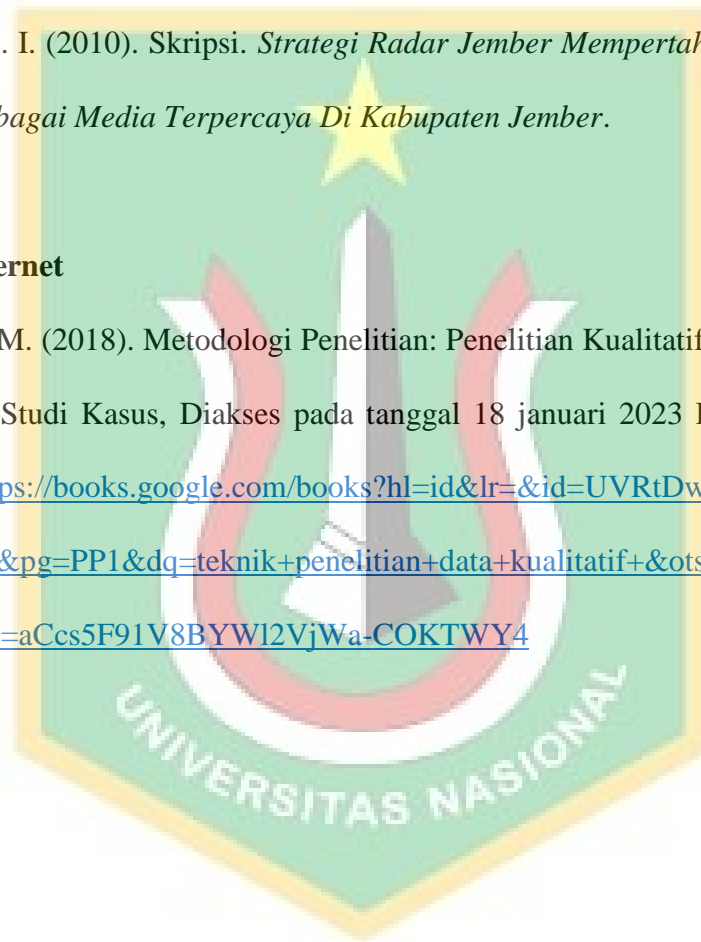 . I. (2010). Skripsi. Strategi Radar Jember Mempertah
bagai Media Terpercaya Di Kabupaten Jember.
ernet
M. (2018). Metodologi Penelitian: Penelitian Kualitatif
Studi Kasus, Diakses pada tanggal 18 januari 2023 
ps://books.google.com/books?hl=id&lr=&id=UVRtDw
&pg=PP1&dq=teknik+penelitian+data+kualitatif+&ots
=aCcs5F91V8BYWl2VjWa-COKTWY4
UNIVERSITAS NASIONAL